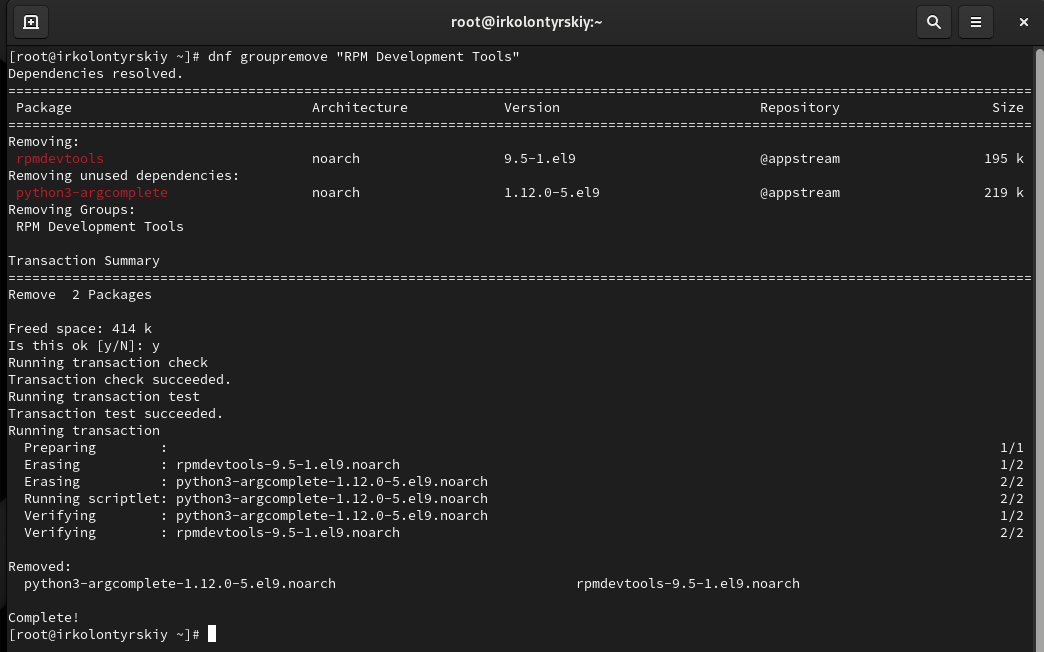 root@irkolontyrskiy:~
[root@irkolontyrskiy ~]# dnf groupremove "RPM Development Tools"
Dependencies resolved.
================================================================================================================================
Package Architecture Version Repository Size
================================================================================================================================
Removing:
rpmdevtools noarch 9.5-1.el9 @appstream 195 k
Removing unused dependencies:
python3-argcomplete noarch 1.12.0-5.el9 @appstream 219 k
Removing Groups:
RPM Development Tools
Transaction Summary
================================================================================================================================
Remove  2 Packages
Freed space: 414 k
Is this ok [y/N]: y
Running transaction check
Transaction check succeeded.
Running transaction test
Transaction test succeeded.
Running transaction
Preparing : 1/1
Erasing : rpmdevtools-9.5-1.el9.noarch 1/2
Erasing : python3-argcomplete-1.12.0-5.el9.noarch 2/2
Running scriptlet: python3-argcomplete-1.12.0-5.el9.noarch 2/2
Verifying : python3-argcomplete-1.12.0-5.el9.noarch 1/2
Verifying : rpmdevtools-9.5-1.el9.noarch 2/2
Removed:
python3-argcomplete-1.12.0-5.el9.noarch rpmdevtools-9.5-1.el9.noarch
Complete!
[root@irkolontyrskiy ~]#